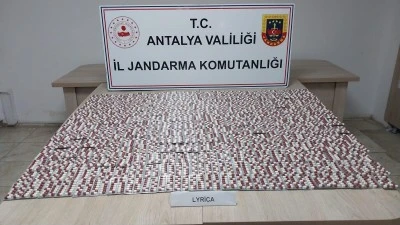 T.C.
ANTALYA VALİLİĞİ
İL JANDARMA KOMUTANLIĞI
LYRICA